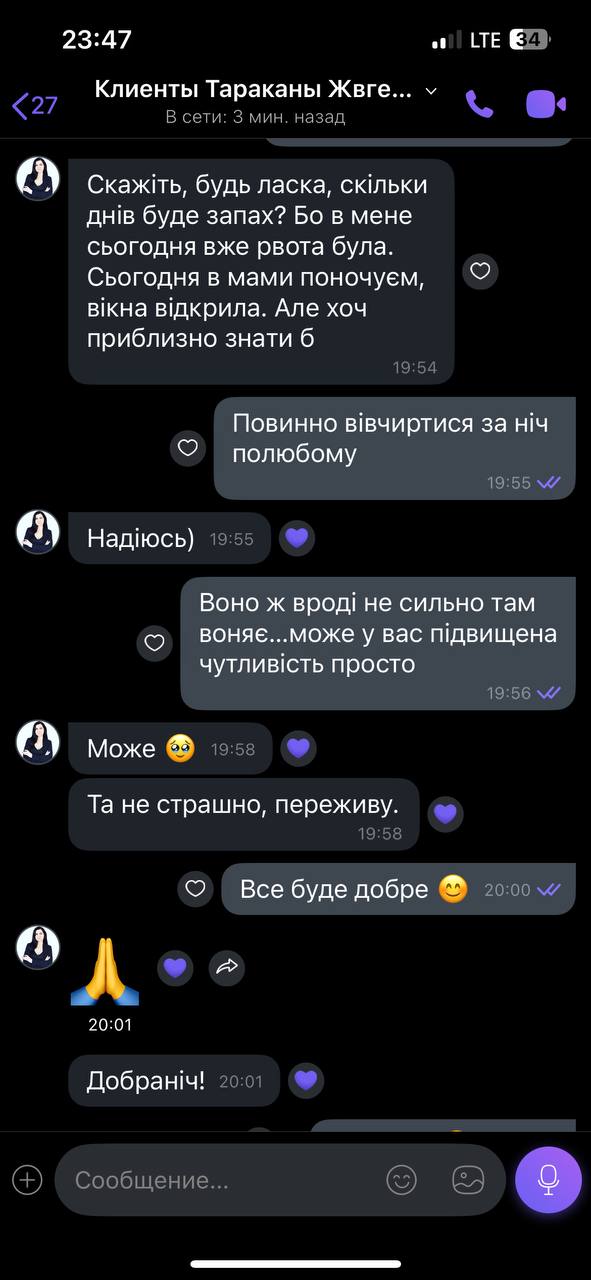 23:47
LTE 34
27
Клиенты Тараканы Жвге...
В сети: 3 мин. назад
Скажіть, будь ласка, скільки
днів буде запах? Бо в мене
сьогодні вже рвота була.
Сьогодні в мами поночуєм,
вікна відкрила. Але хоч
приблизно знати б
19:54
Повинно вівчиртися за ніч
полюбому
19:55
Надіюсь) 19:55
Воно ж вроді не сильно там
воняє...може у вас підвищена
чутливість просто
19:56
Може 🥹 19:58
Та не страшно, переживу.
19:58
Все буде добре 😊 20:00
🙏
20:01
Добраніч! 20:01
Сообщение...